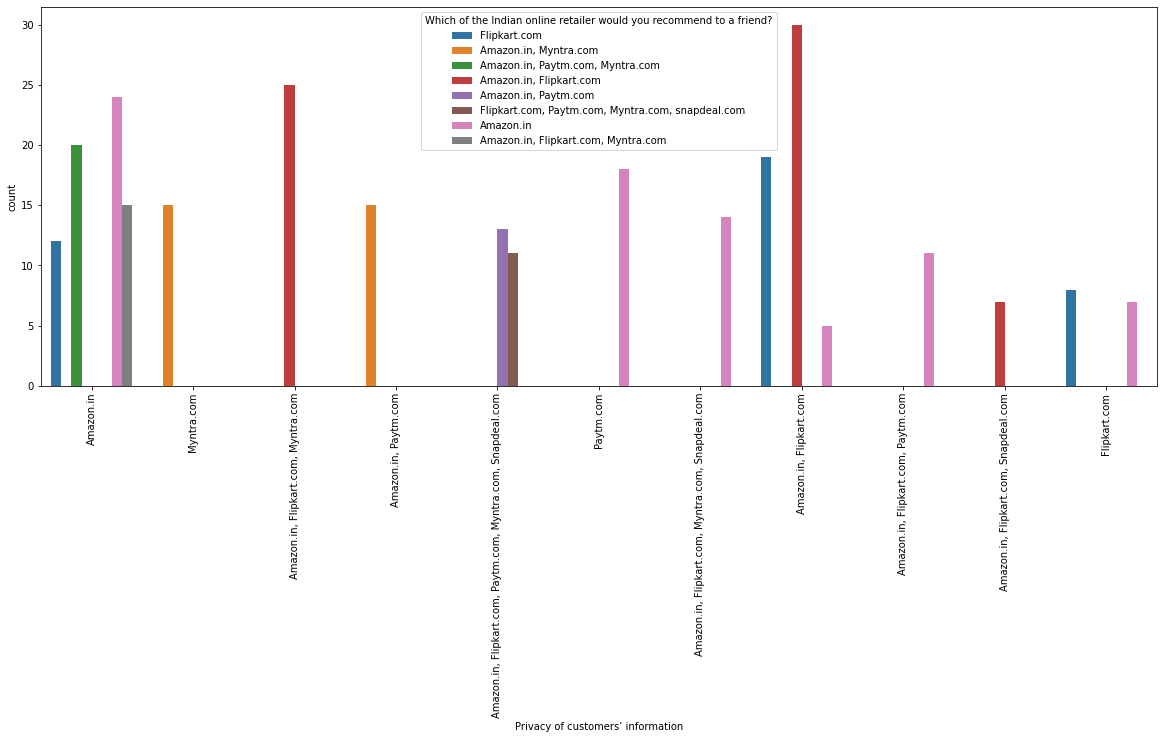 Which of the Indian online retailer would you recommend to a friend?
Flipkart.com
Amazon.in, Myntra.com
Amazon.in, Paytm.com, Myntra.com
Amazon.in, Flipkart.com
Amazon.in, Paytm.com
Flipkart.com, Paytm.com, Myntra.com, snapdeal.com
Amazon.in
Amazon.in, Flipkart.com, Myntra.com
count
30
25
20
15
10
5
0
Amazon.in
Myntra.com
Amazon.in, Flipkart.com, Myntra.com
Amazon.in, Paytm.com
Amazon.in, Flipkart.com, Paytm.com, Myntra.com, Snapdeal.com
Paytm.com
Amazon.in, Flipkart.com, Myntra.com, Snapdeal.com
Amazon.in, Flipkart.com
Amazon.in, Flipkart.com, Paytm.com
Amazon.in, Flipkart.com, Snapdeal.com
Flipkart.com
Privacy of customers’ information